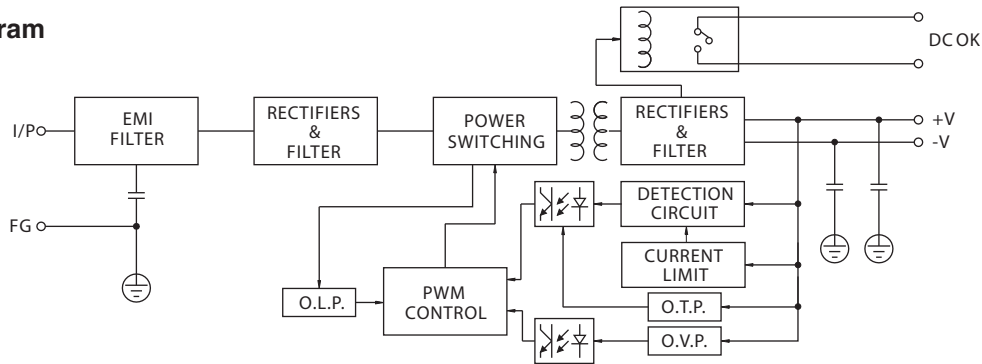 ram
DC OK
I/P
EMI
FILTER
RECTIFIERS
&
FILTER
POWER
SWITCHING
RECTIFIERS
&
FILTER
+V
-V
FG
DETECTION
CIRCUIT
CURRENT
LIMIT
O.L.P.
PWM
CONTROL
O.T.P.
O.V.P.